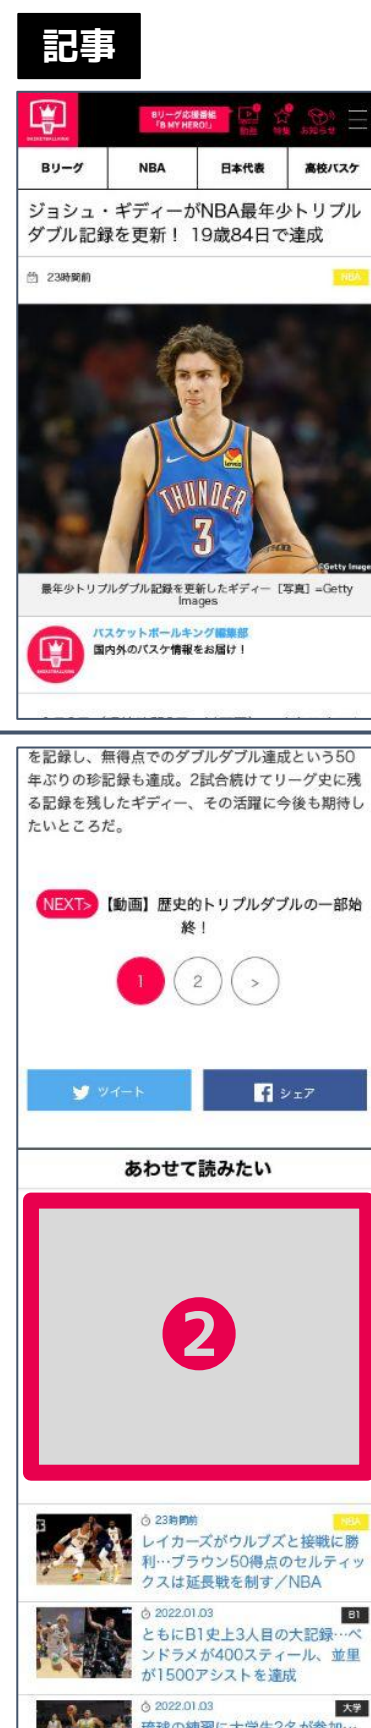 記事
Bリーグ応援番組
「B MY HERO!」
動画
特集
お知らせ
BASKETBALLKING
Bリーグ
NBA
日本代表
高校バスケ
ジョシュ・ギディーがNBA最年少トリプル
ダブル記録を更新！ 19歳84日で達成
23時間前
NBA
THUNDER
3
©Getty Image
最年少トリプルダブル記録を更新したギディー［写真］=Getty
Images
バスケットボールキング編集部
国内外のバスケ情報をお届け！
を記録し、無得点でのダブルダブル達成という50
年ぶりの珍記録も達成。2試合続けてリーグ史に残
る記録を残したギディー、その活躍に今後も期待し
たいところだ。
NEXT>
【動画】歴史的トリプルダブルの一部始
終！
1
2
>
ツイート
シェア
あわせて読みたい
2
23時間前
NBA
レイカーズがウルブズと接戦に勝
利…ブラウン50得点のセルティッ
クスは延長戦を制す／NBA
2022.01.03
B1
ともにB1史上3人目の大記録…ベ
ンドラメが400スティール、並里
が1500アシストを達成
2022.01.03
大学
琉球の練習に大学生2名が参加…